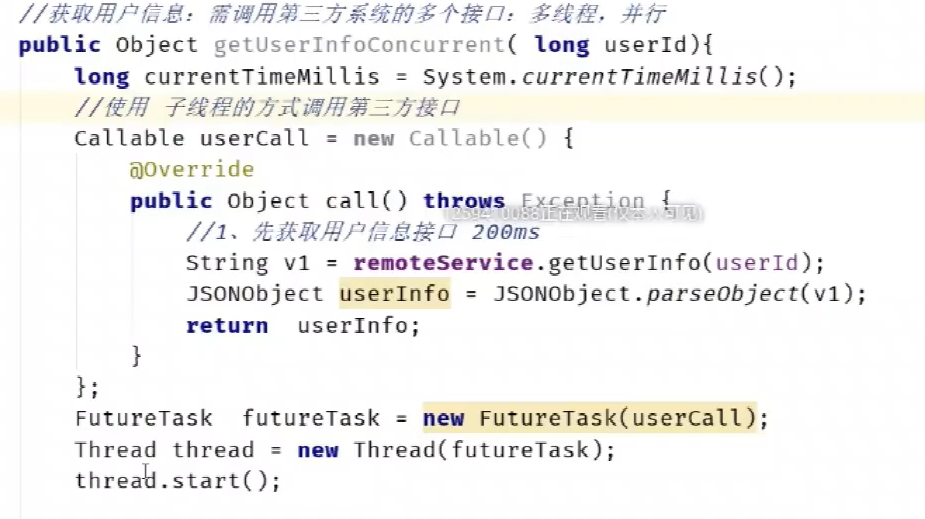 //获取用户信息：需调用第三方系统的多个接口：多线程，并行
public Object getUserInfoConcurrent( long userId){
long currentTimeMillis = System.currentTimeMillis();
//使用 子线程的方式调用第三方接口
Callable userCall = new Callable() {
@Override
public Object call() throws Exception {
//1、先获取用户信息接口 200ms
String v1 = remoteService.getUserInfo(userId);
JSONObject userInfo = JSONObject.parseObject(v1);
return userInfo;
}
};
FutureTask futureTask = new FutureTask(userCall);
Thread thread = new Thread(futureTask);
thread.start();